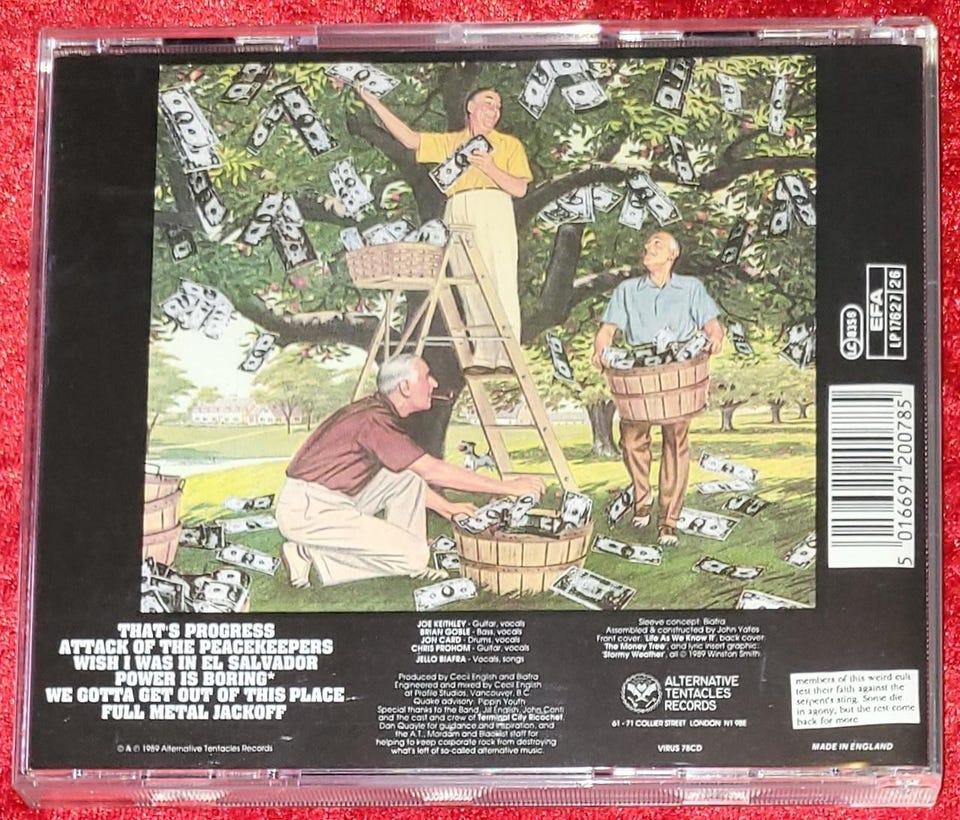 LC 8358
EFA
LP 17627 26
5 016691 200785
THAT'S PROGRESS
ATTACK OF THE PEACEKEEPERS
WISH I WAS IN EL SALVADOR
POWER IS BORING*
WE GOTTA GET OUT OF THIS PLACE
FULL METAL JACKOFF
© & ℗ 1989 Alternative Tentacles Records
JOE KEITHLEY - Guitar, vocals
BRIAN GOBLE - Bass, vocals
JON CARD - Drums, vocals
CHRIS PROHOM - Guitar, vocals
JELLO BIAFRA - Vocals, songs
Produced by Cecil English and Biafra
Engineered and mixed by Cecil English
at Profile Studios, Vancouver, B.C.
Quake advisory: Pippin Youth
Special thanks to the Band, Jill English, John Conti
and the cast and crew of Terminal City Ricochet,
Dan Quayle for guidance and inspiration, and
the A.T., Mordam and Blacklist staff for
helping to keep corporate rock from destroying
what's left of so-called alternative music.
Sleeve concept: Biafra
Assembled & constructed by John Yates
Front cover: 'Life As We Know It', back cover:
'The Money Tree', and lyric insert graphic:
'Stormy Weather', all © 1989 Winston Smith.
ALTERNATIVE
TENTACLES
RECORDS
61 - 71 COLLIER STREET LONDON N1 9BE
VIRUS 78CD
members of this weird cult
test their faith against the
serpent's sting. Some die
in agony, but the rest come
back for more
MADE IN ENGLAND